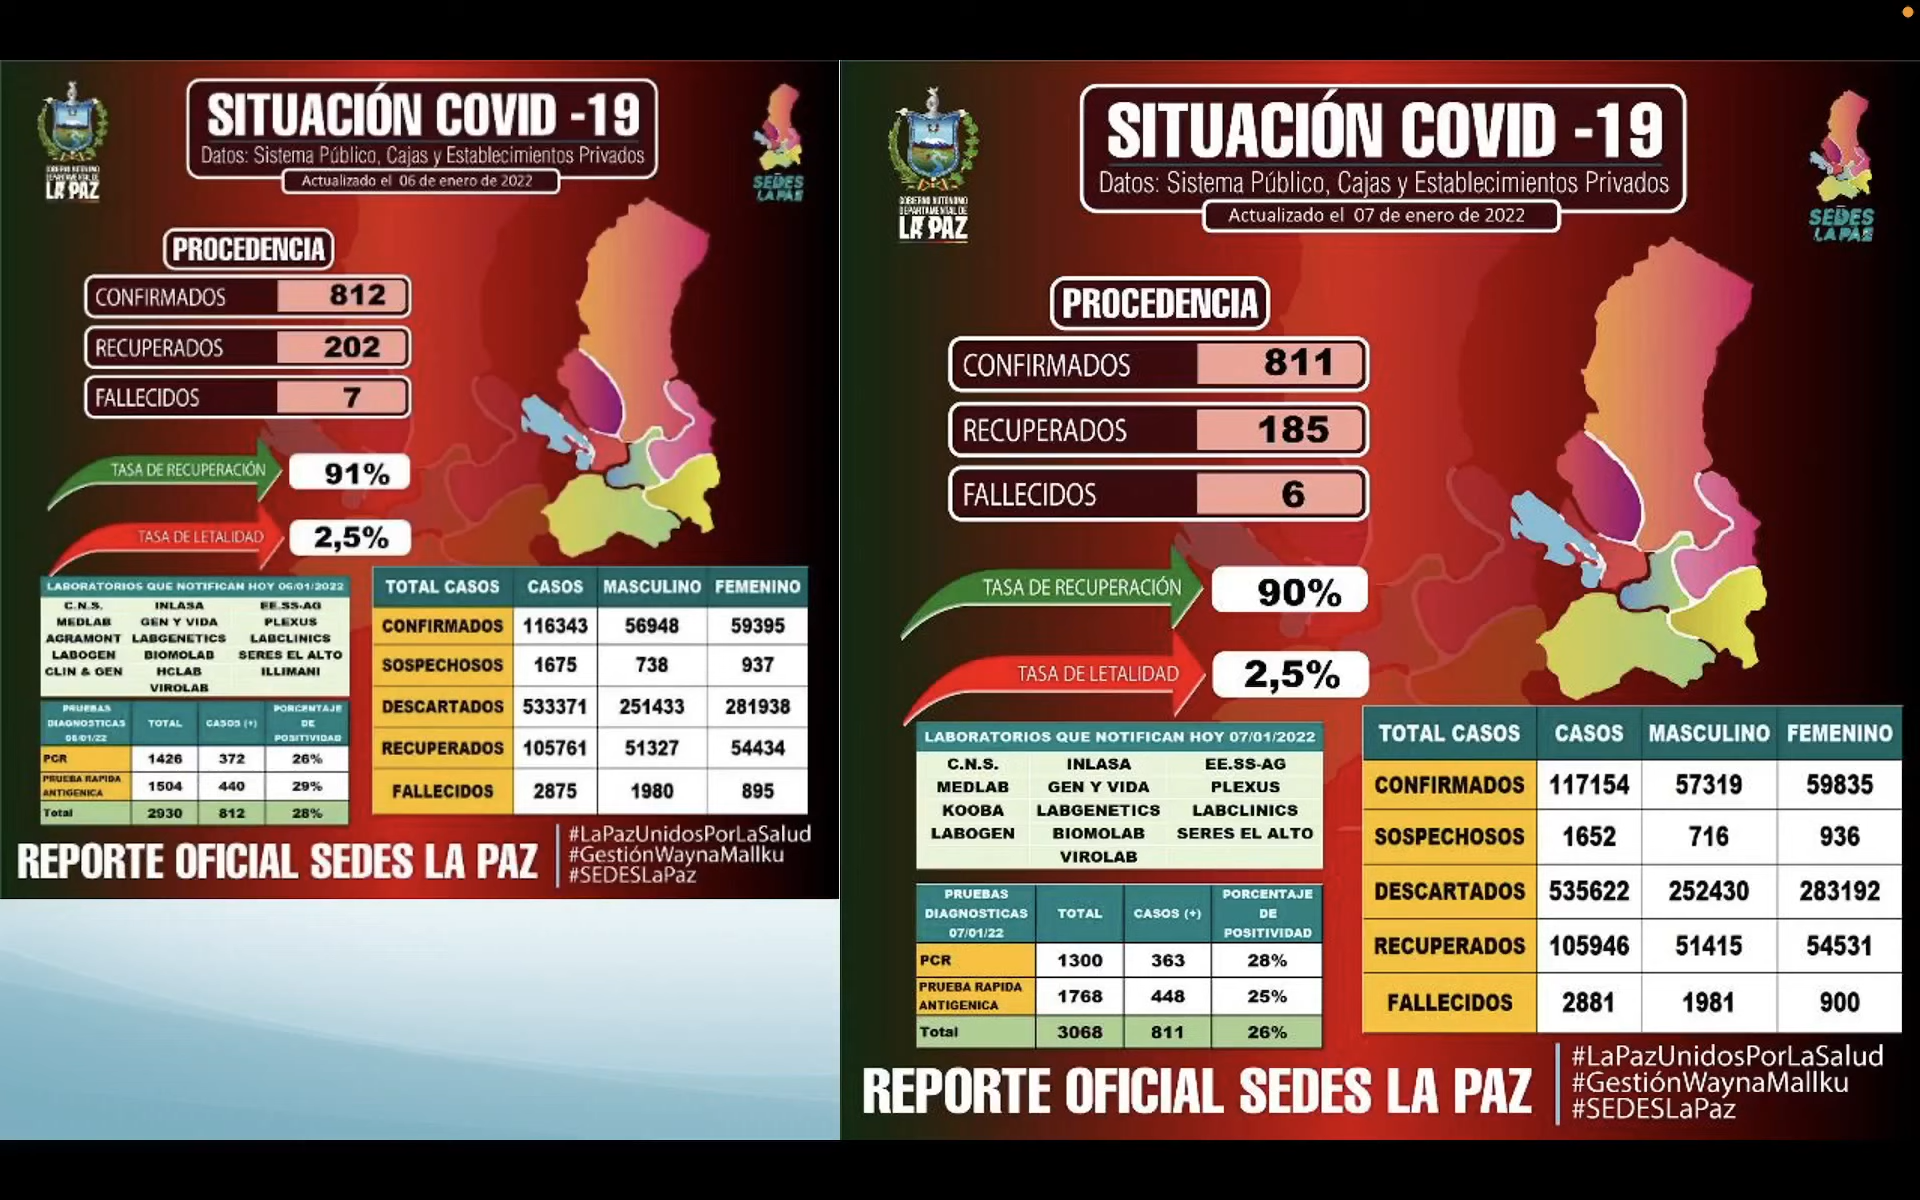 GOBIERNO AUTÓNOMO
DEPARTAMENTAL DE
LA PAZ
SITUACIÓN COVID -19
Datos: Sistema Público, Cajas y Establecimientos Privados
Actualizado el 06 de enero de 2022
SEDES
LA PAZ
PROCEDENCIA
CONFIRMADOS 812
RECUPERADOS 202
FALLECIDOS 7
TASA DE RECUPERACIÓN 91%
TASA DE LETALIDAD 2,5%
LABORATORIOS QUE NOTIFICAN HOY 06/01/2022
C.N.S. INLASA EE.SS-AG
MEDLAB GEN Y VIDA PLEXUS
AGRAMONT LABGENETICS LABCLINICS
LABOGEN BIOMOLAB SERES EL ALTO
CLIN & GEN HCLAB ILLIMANI
VIROLAB
PRUEBAS DIAGNOSTICAS 06/01/22 TOTAL CASOS (+) PORCENTAJE DE POSITIVIDAD
PCR 1426 372 26%
PRUEBA RAPIDA ANTIGENICA 1504 440 29%
Total 2930 812 28%
TOTAL CASOS CASOS MASCULINO FEMENINO
CONFIRMADOS 116343 56948 59395
SOSPECHOSOS 1675 738 937
DESCARTADOS 533371 251433 281938
RECUPERADOS 105761 51327 54434
FALLECIDOS 2875 1980 895
REPORTE OFICIAL SEDES LA PAZ
#LaPazUnidosPorLaSalud
#GestiónWaynaMallku
#SEDESLaPaz
GOBIERNO AUTÓNOMO
DEPARTAMENTAL DE
LA PAZ
SITUACIÓN COVID -19
Datos: Sistema Público, Cajas y Establecimientos Privados
Actualizado el 07 de enero de 2022
SEDES
LA PAZ
PROCEDENCIA
CONFIRMADOS 811
RECUPERADOS 185
FALLECIDOS 6
TASA DE RECUPERACIÓN 90%
TASA DE LETALIDAD 2,5%
LABORATORIOS QUE NOTIFICAN HOY 07/01/2022
C.N.S. INLASA EE.SS-AG
MEDLAB GEN Y VIDA PLEXUS
KOOBA LABGENETICS LABCLINICS
LABOGEN BIOMOLAB SERES EL ALTO
VIROLAB
PRUEBAS DIAGNOSTICAS 07/01/22 TOTAL CASOS (+) PORCENTAJE DE POSITIVIDAD
PCR 1300 363 28%
PRUEBA RAPIDA ANTIGENICA 1768 448 25%
Total 3068 811 26%
TOTAL CASOS CASOS MASCULINO FEMENINO
CONFIRMADOS 117154 57319 59835
SOSPECHOSOS 1652 716 936
DESCARTADOS 535622 252430 283192
RECUPERADOS 105946 51415 54531
FALLECIDOS 2881 1981 900
REPORTE OFICIAL SEDES LA PAZ
#LaPazUnidosPorLaSalud
#GestiónWaynaMallku
#SEDESLaPaz